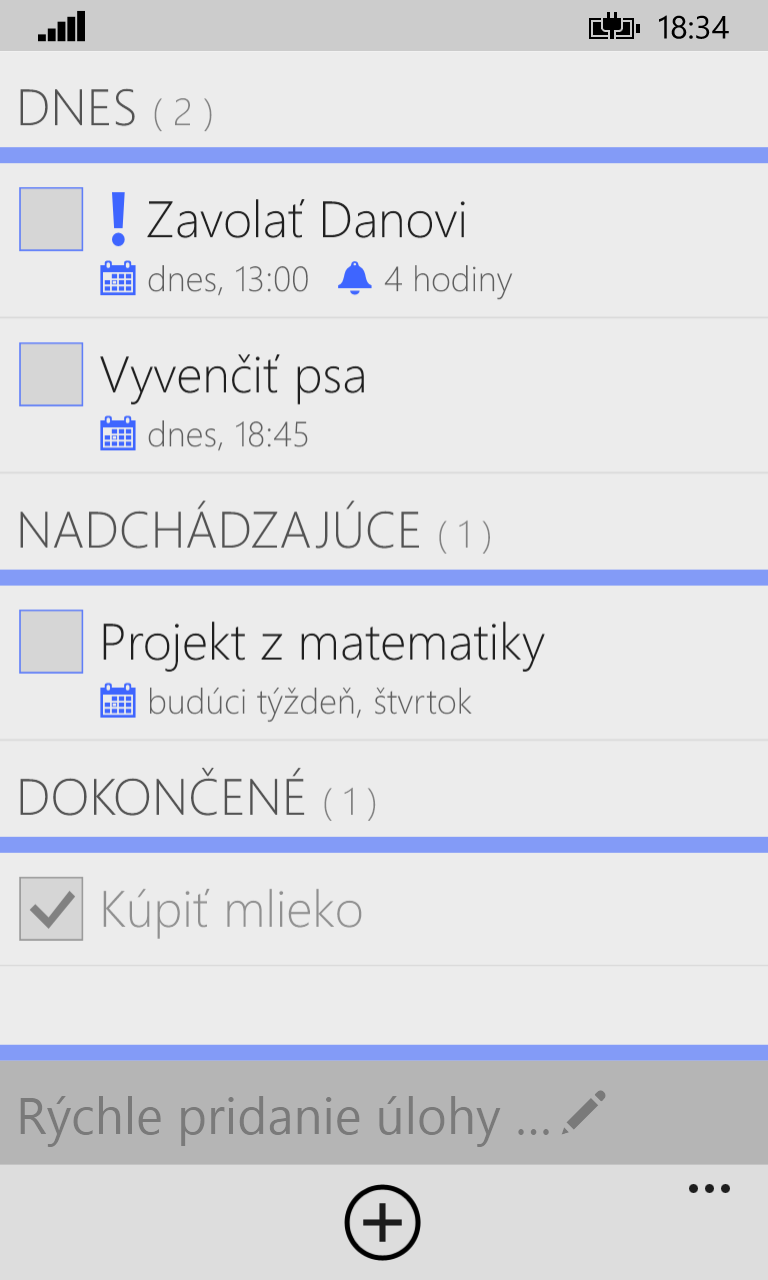 18:34
DNES ( 2 )
! Zavolať Danovi
dnes, 13:00 4 hodiny
Vyvenčiť psa
dnes, 18:45
NADCHÁDZAJÚCE ( 1 )
Projekt z matematiky
budúci týždeň, štvrtok
DOKONČENÉ ( 1 )
Kúpiť mlieko
Rýchle pridanie úlohy ...